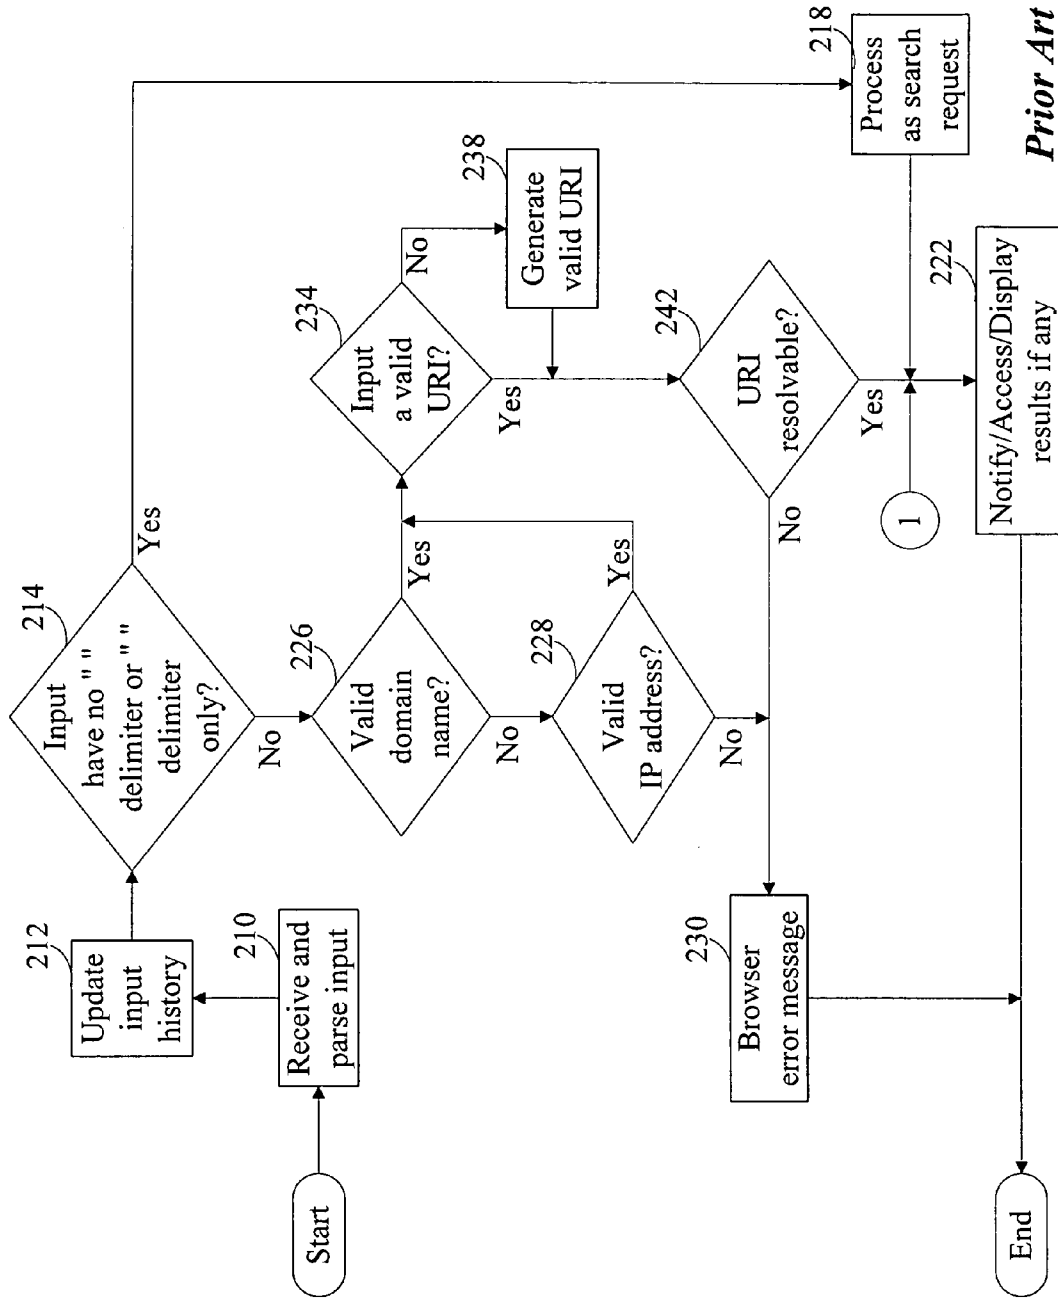 Start
210
Receive and
parse input
212
Update
input
history
214
Input
have no " "
delimiter or " "
delimiter
only?
Yes
No
226
Valid
domain
name?
Yes
No
228
Valid
IP address?
Yes
No
230
Browser
error message
234
Input
a valid
URI?
No
Yes
238
Generate
valid URI
242
URI
resolvable?
No
Yes
1
218
Process
as search
request
222
Notify/Access/Display
results if any
End
Prior Art